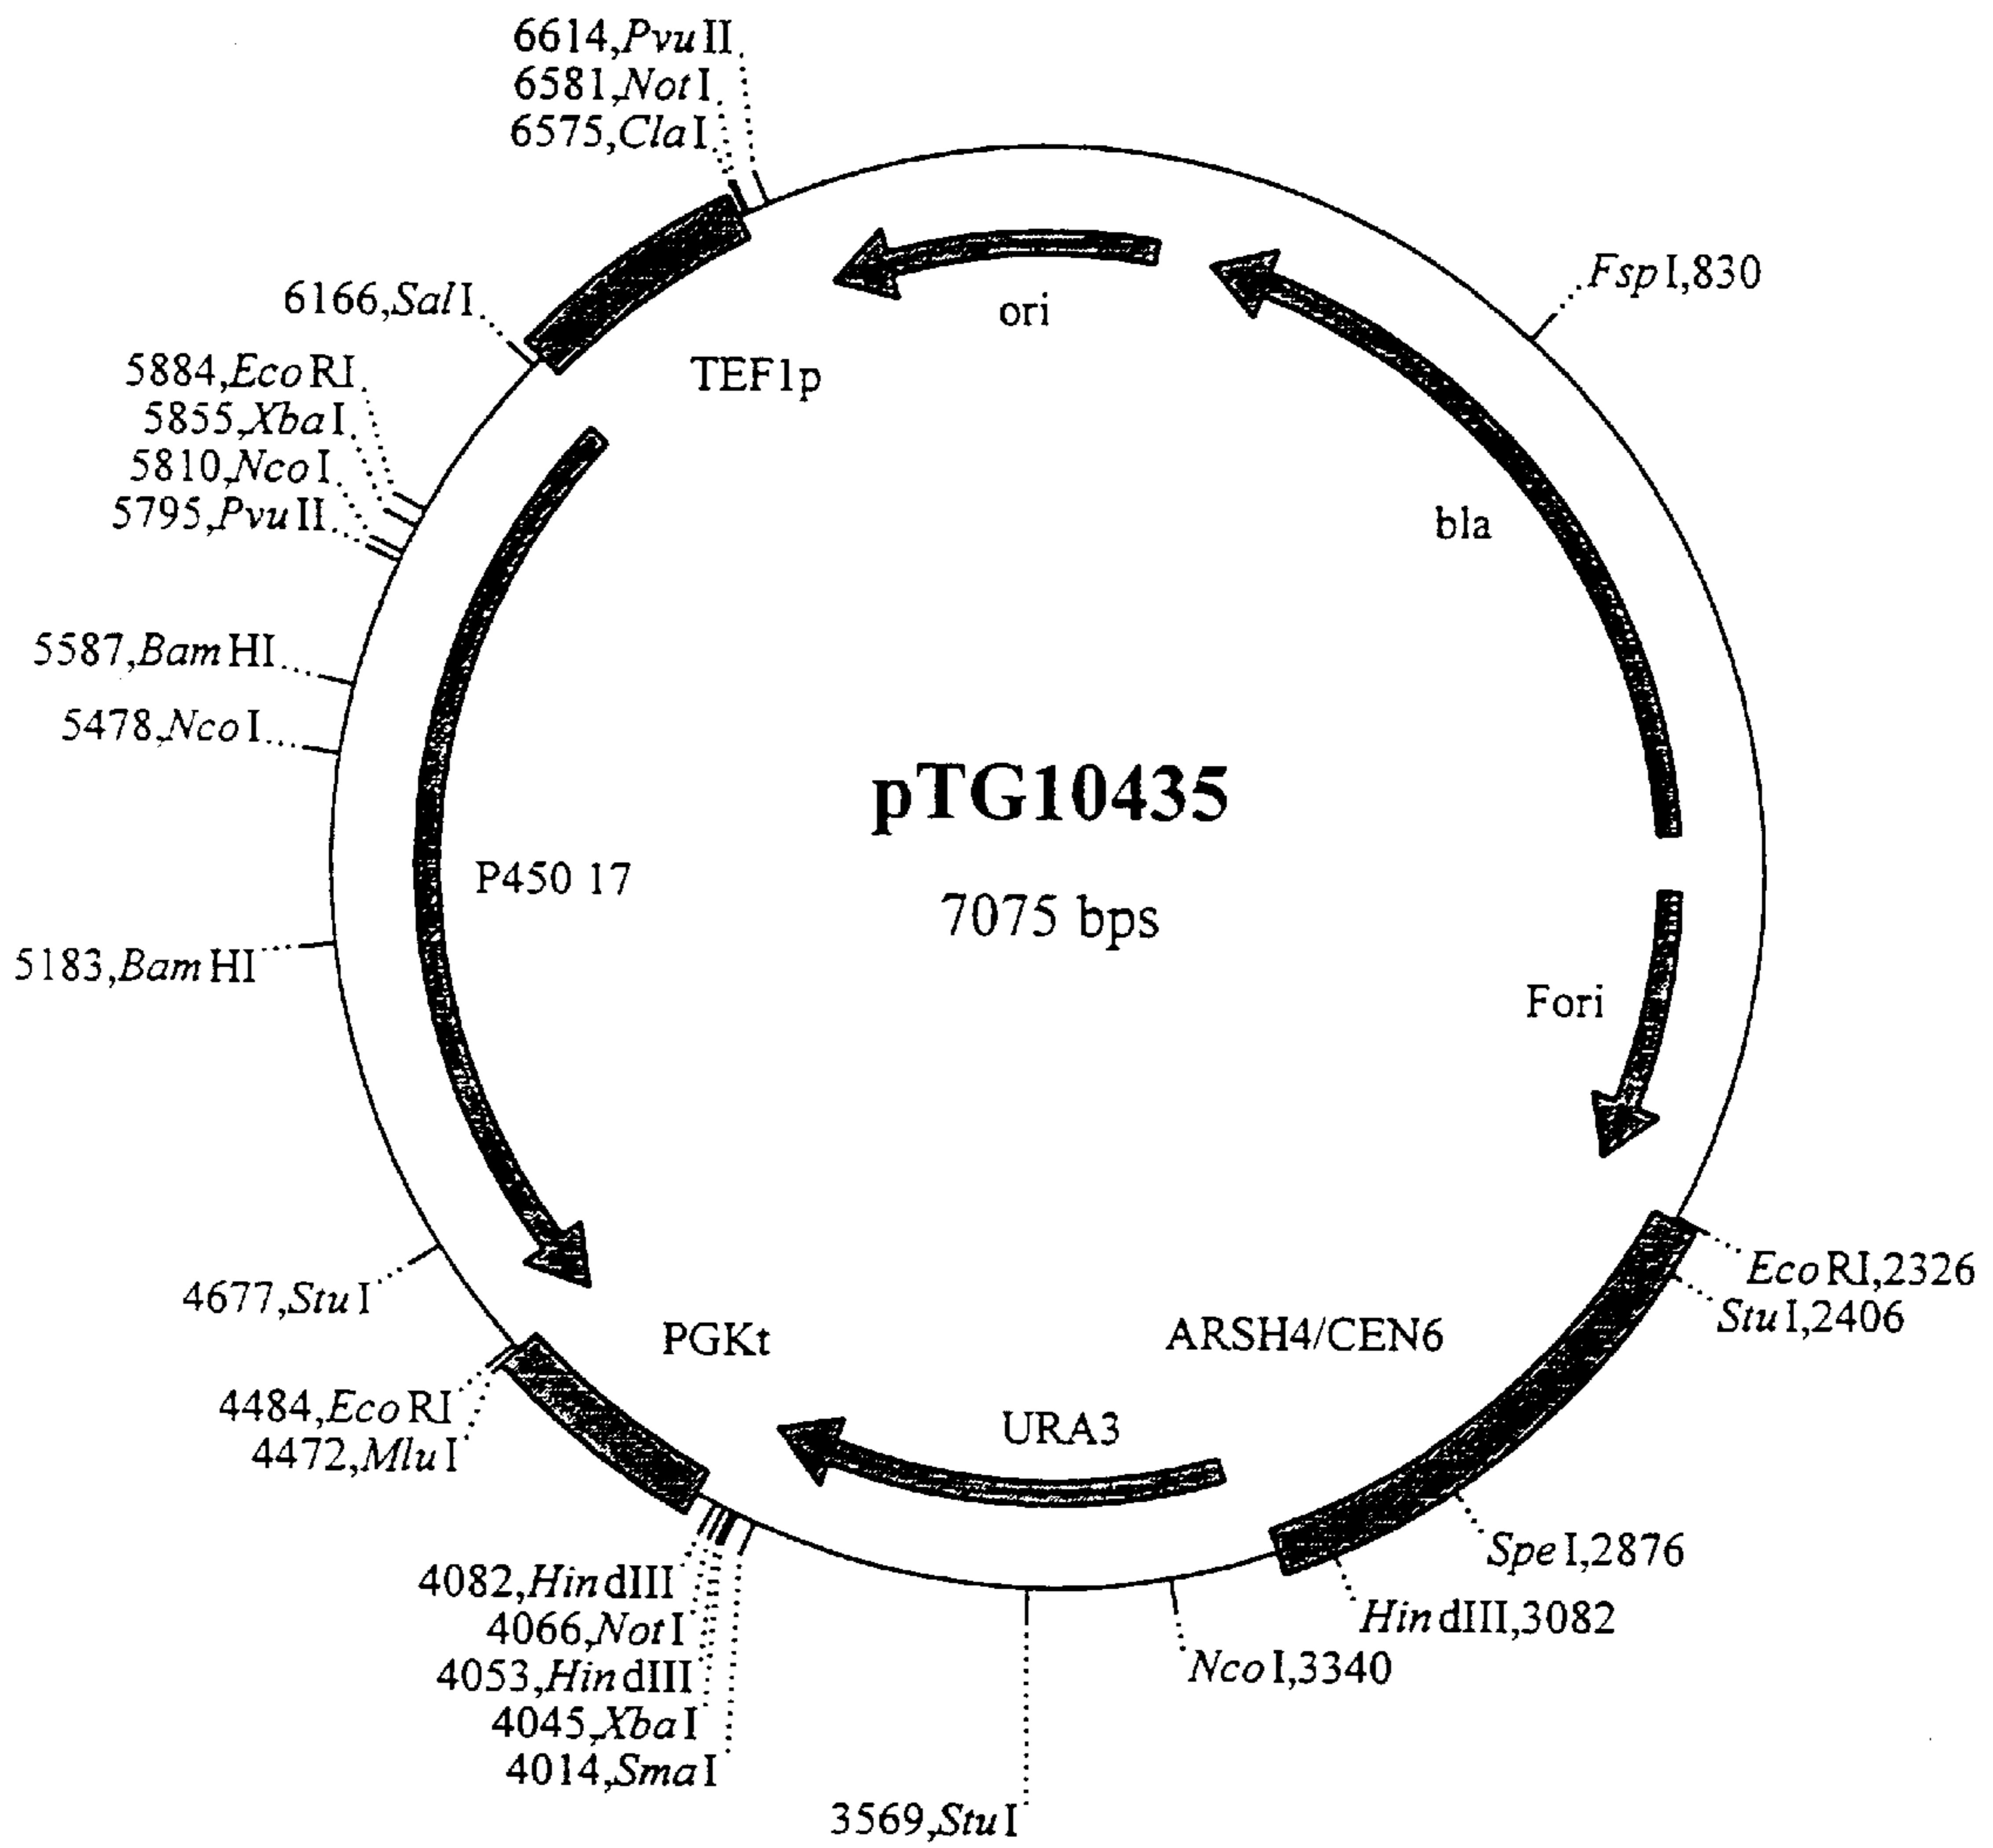 6614,PvuII
6581,NotI
6575,ClaI
FspI,830
6166,SalI
ori
5884,EcoRI
TEF1p
5855,XbaI
5810,NcoI
5795,PvuII
bla
5587,BamHI
5478,NcoI
pTG10435
P450 17
7075 bps
5183,BamHI
Fori
EcoRI,2326
4677,StuI
StuI,2406
PGKt
ARSH4/CEN6
4484,EcoRI
URA3
4472,MluI
SpeI,2876
4082,HindIII
HindIII,3082
4066,NotI
NcoI,3340
4053,HindIII
4045,XbaI
4014,SmaI
3569,StuI